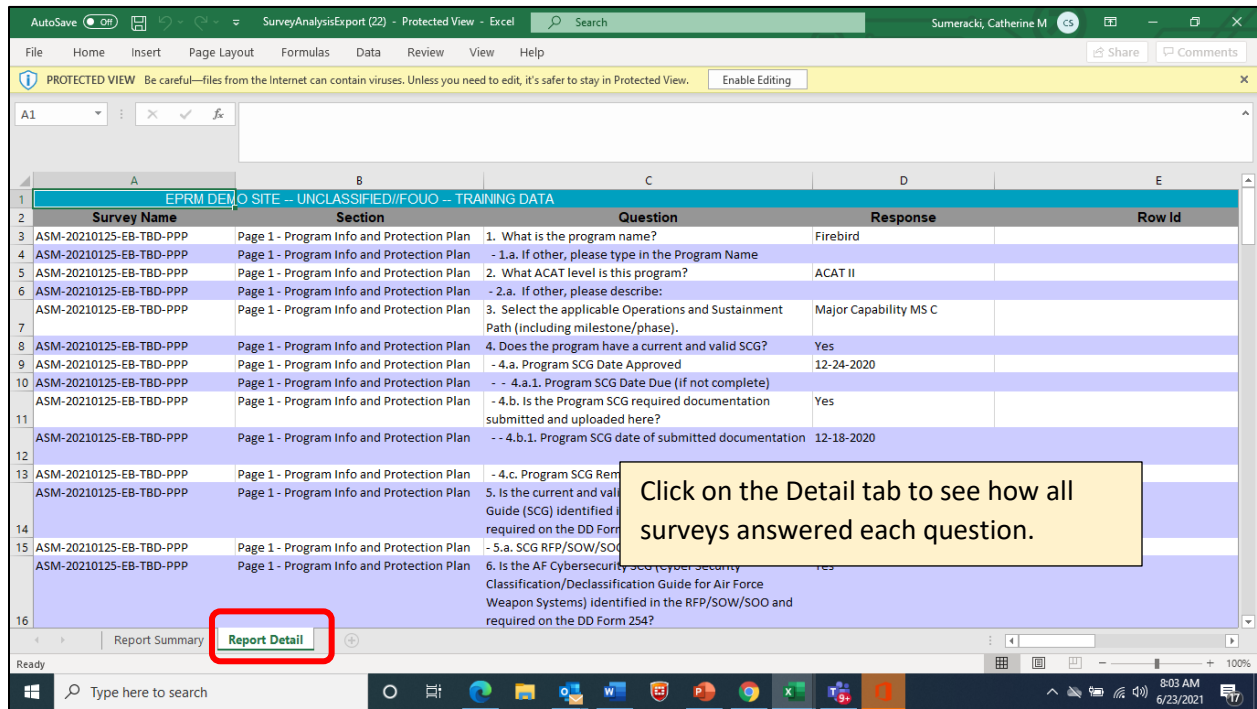 AutoSave Off SurveyAnalysisExport (22) - Protected View - Excel Search Sumeracki, Catherine M CS
File Home Insert Page Layout Formulas Data Review View Help Share Comments
PROTECTED VIEW Be careful—files from the Internet can contain viruses. Unless you need to edit, it's safer to stay in Protected View. Enable Editing
A1 fx
A B C D E
1 EPRM DEMO SITE -- UNCLASSIFIED//FOUO -- TRAINING DATA
2 Survey Name Section Question Response Row Id
3 ASM-20210125-EB-TBD-PPP Page 1 - Program Info and Protection Plan 1. What is the program name? Firebird
4 ASM-20210125-EB-TBD-PPP Page 1 - Program Info and Protection Plan - 1.a. If other, please type in the Program Name
5 ASM-20210125-EB-TBD-PPP Page 1 - Program Info and Protection Plan 2. What ACAT level is this program? ACAT II
6 ASM-20210125-EB-TBD-PPP Page 1 - Program Info and Protection Plan - 2.a. If other, please describe:
ASM-20210125-EB-TBD-PPP Page 1 - Program Info and Protection Plan 3. Select the applicable Operations and Sustainment Major Capability MS C
7 Path (including milestone/phase).
8 ASM-20210125-EB-TBD-PPP Page 1 - Program Info and Protection Plan 4. Does the program have a current and valid SCG? Yes
9 ASM-20210125-EB-TBD-PPP Page 1 - Program Info and Protection Plan - 4.a. Program SCG Date Approved 12-24-2020
10 ASM-20210125-EB-TBD-PPP Page 1 - Program Info and Protection Plan - - 4.a.1. Program SCG Date Due (if not complete)
ASM-20210125-EB-TBD-PPP Page 1 - Program Info and Protection Plan - 4.b. Is the Program SCG required documentation Yes
11 submitted and uploaded here?
ASM-20210125-EB-TBD-PPP Page 1 - Program Info and Protection Plan - - 4.b.1. Program SCG date of submitted documentation 12-18-2020
12
13 ASM-20210125-EB-TBD-PPP Page 1 - Program Info and Protection Plan - 4.c. Program SCG Rem
ASM-20210125-EB-TBD-PPP Page 1 - Program Info and Protection Plan 5. Is the current and vali
Guide (SCG) identified i
14 required on the DD Forn
15 ASM-20210125-EB-TBD-PPP Page 1 - Program Info and Protection Plan - 5.a. SCG RFP/SOW/SOO
ASM-20210125-EB-TBD-PPP Page 1 - Program Info and Protection Plan 6. Is the AF Cybersecurity SCG (Cyber Security Yes
Classification/Declassification Guide for Air Force
Weapon Systems) identified in the RFP/SOW/SOO and
16 required on the DD Form 254?
Click on the Detail tab to see how all
surveys answered each question.
Report Summary Report Detail
Ready 100%
Type here to search 9+ 8:03 AM
6/23/2021 17